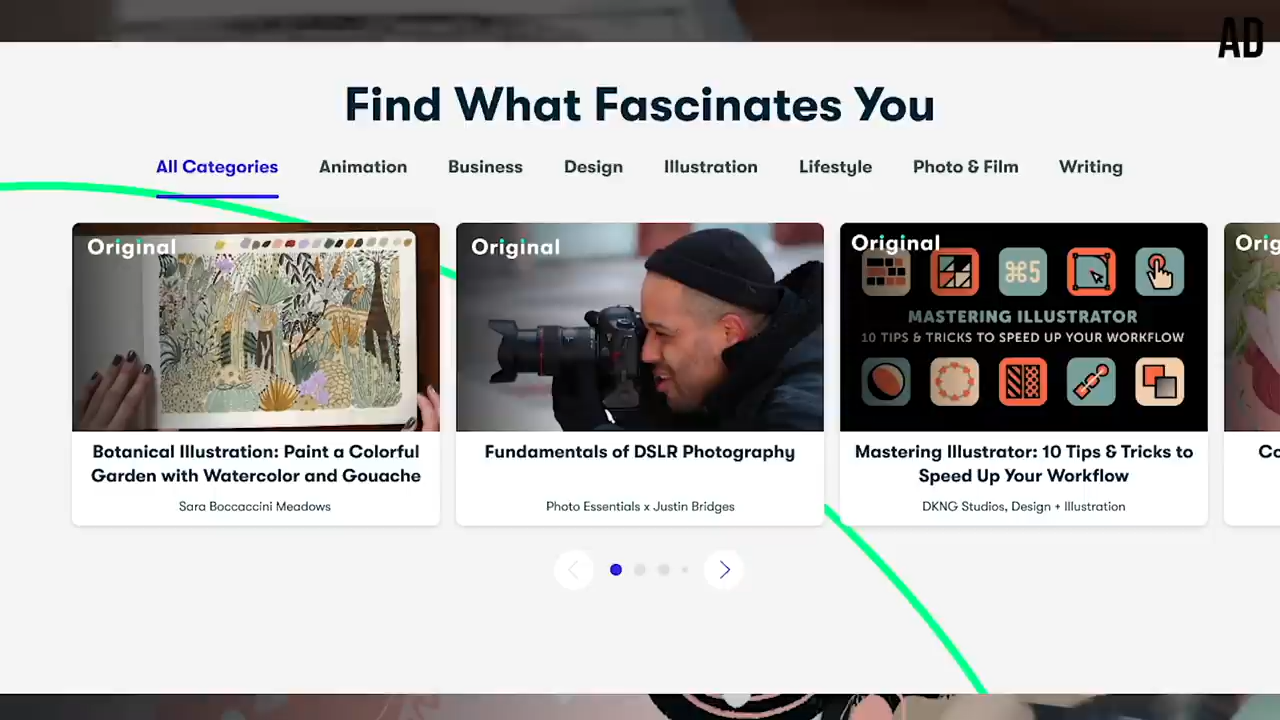 AD
Find What Fascinates You
All Categories Animation Business Design Illustration Lifestyle Photo & Film Writing
Original
Botanical Illustration: Paint a Colorful
Garden with Watercolor and Gouache
Sara Boccaccini Meadows
Original
Fundamentals of DSLR Photography
Photo Essentials x Justin Bridges
Original
⌘5
MASTERING ILLUSTRATOR
10 TIPS & TRICKS TO SPEED UP YOUR WORKFLOW
Mastering Illustrator: 10 Tips & Tricks to
Speed Up Your Workflow
DKNG Studios, Design + Illustration
Orig
Co